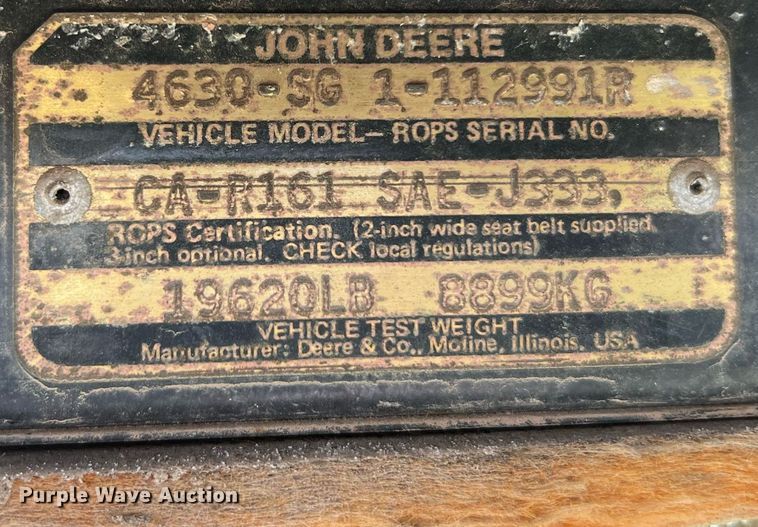 JOHN DEERE
4630-SG 1-112991R
VEHICLE MODEL- ROPS SERIAL NO.
CA-R161 SAE-J333,
ROPS Certification. (2-inch wide seat belt supplied,
3-inch optional. CHECK local regulations)
19620LB 8899KG
VEHICLE TEST WEIGHT
Manufacturer: Deere & Co., Moline, Illinois, USA
Purple Wave Auction